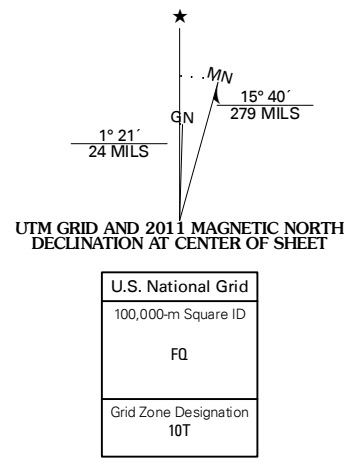 MN
15° 40´
279 MILS
GN
1° 21´
24 MILS
UTM GRID AND 2011 MAGNETIC NORTH
DECLINATION AT CENTER OF SHEET
U.S. National Grid
100,000-m Square ID
FQ
Grid Zone Designation
10T